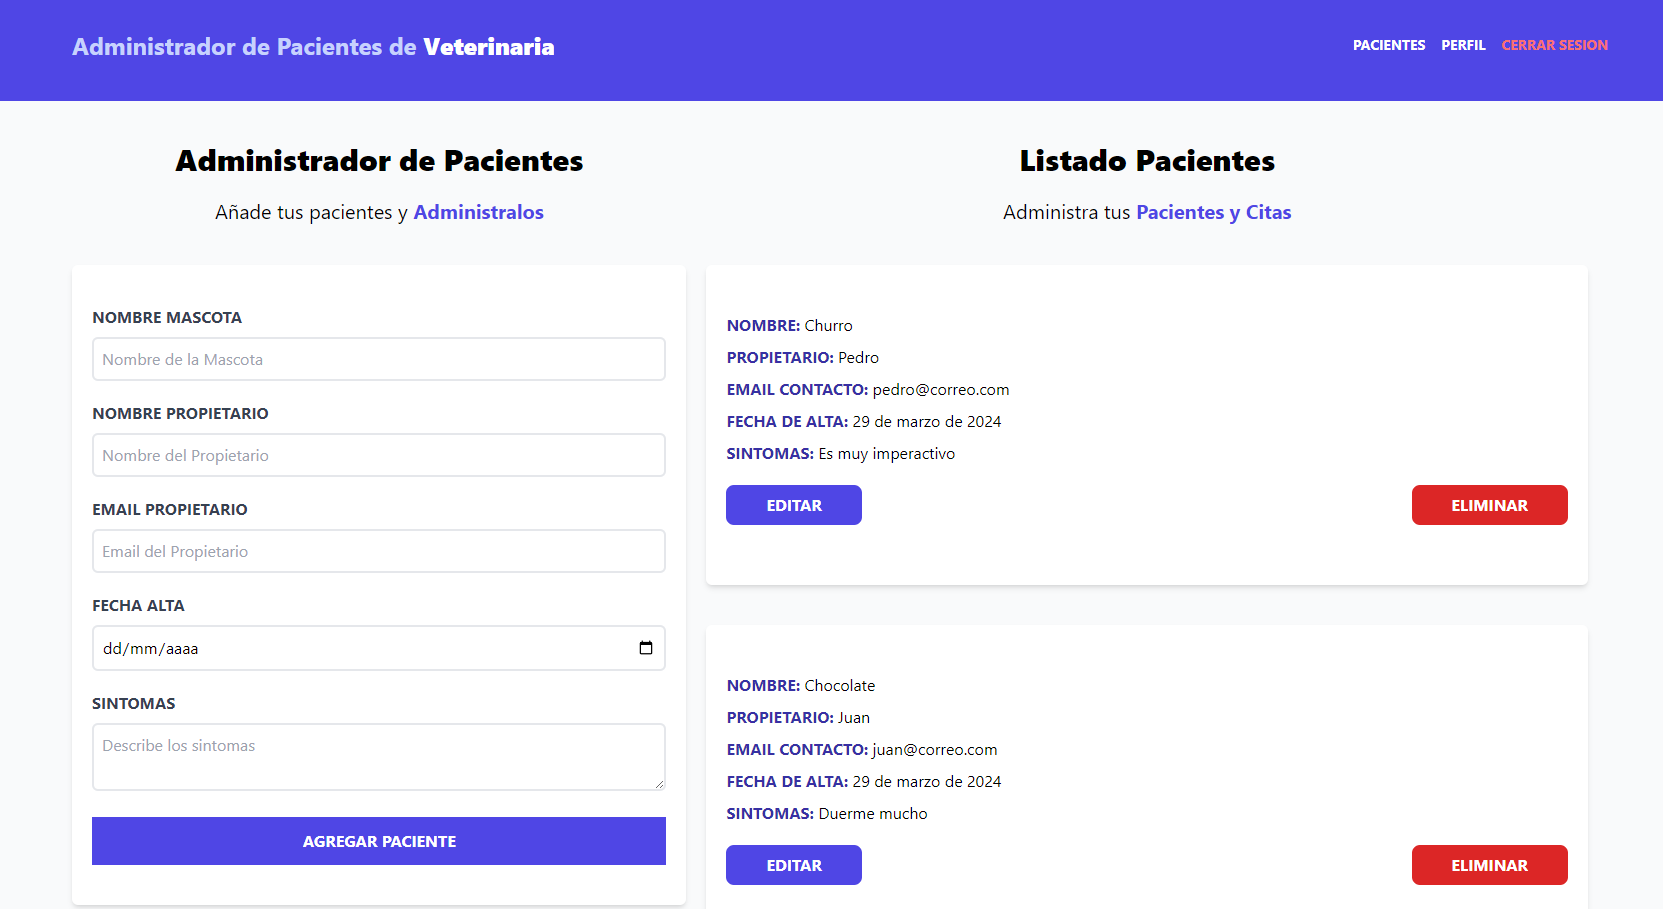 Administrador de Pacientes de Veterinaria
PACIENTES PERFIL CERRAR SESION
Administrador de Pacientes
Añade tus pacientes y Administralos
NOMBRE MASCOTA
Nombre de la Mascota
NOMBRE PROPIETARIO
Nombre del Propietario
EMAIL PROPIETARIO
Email del Propietario
FECHA ALTA
dd/mm/aaaa
SINTOMAS
Describe los sintomas
AGREGAR PACIENTE
Listado Pacientes
Administra tus Pacientes y Citas
NOMBRE: Churro
PROPIETARIO: Pedro
EMAIL CONTACTO: pedro@correo.com
FECHA DE ALTA: 29 de marzo de 2024
SINTOMAS: Es muy imperactivo
EDITAR ELIMINAR
NOMBRE: Chocolate
PROPIETARIO: Juan
EMAIL CONTACTO: juan@correo.com
FECHA DE ALTA: 29 de marzo de 2024
SINTOMAS: Duerme mucho
EDITAR ELIMINAR